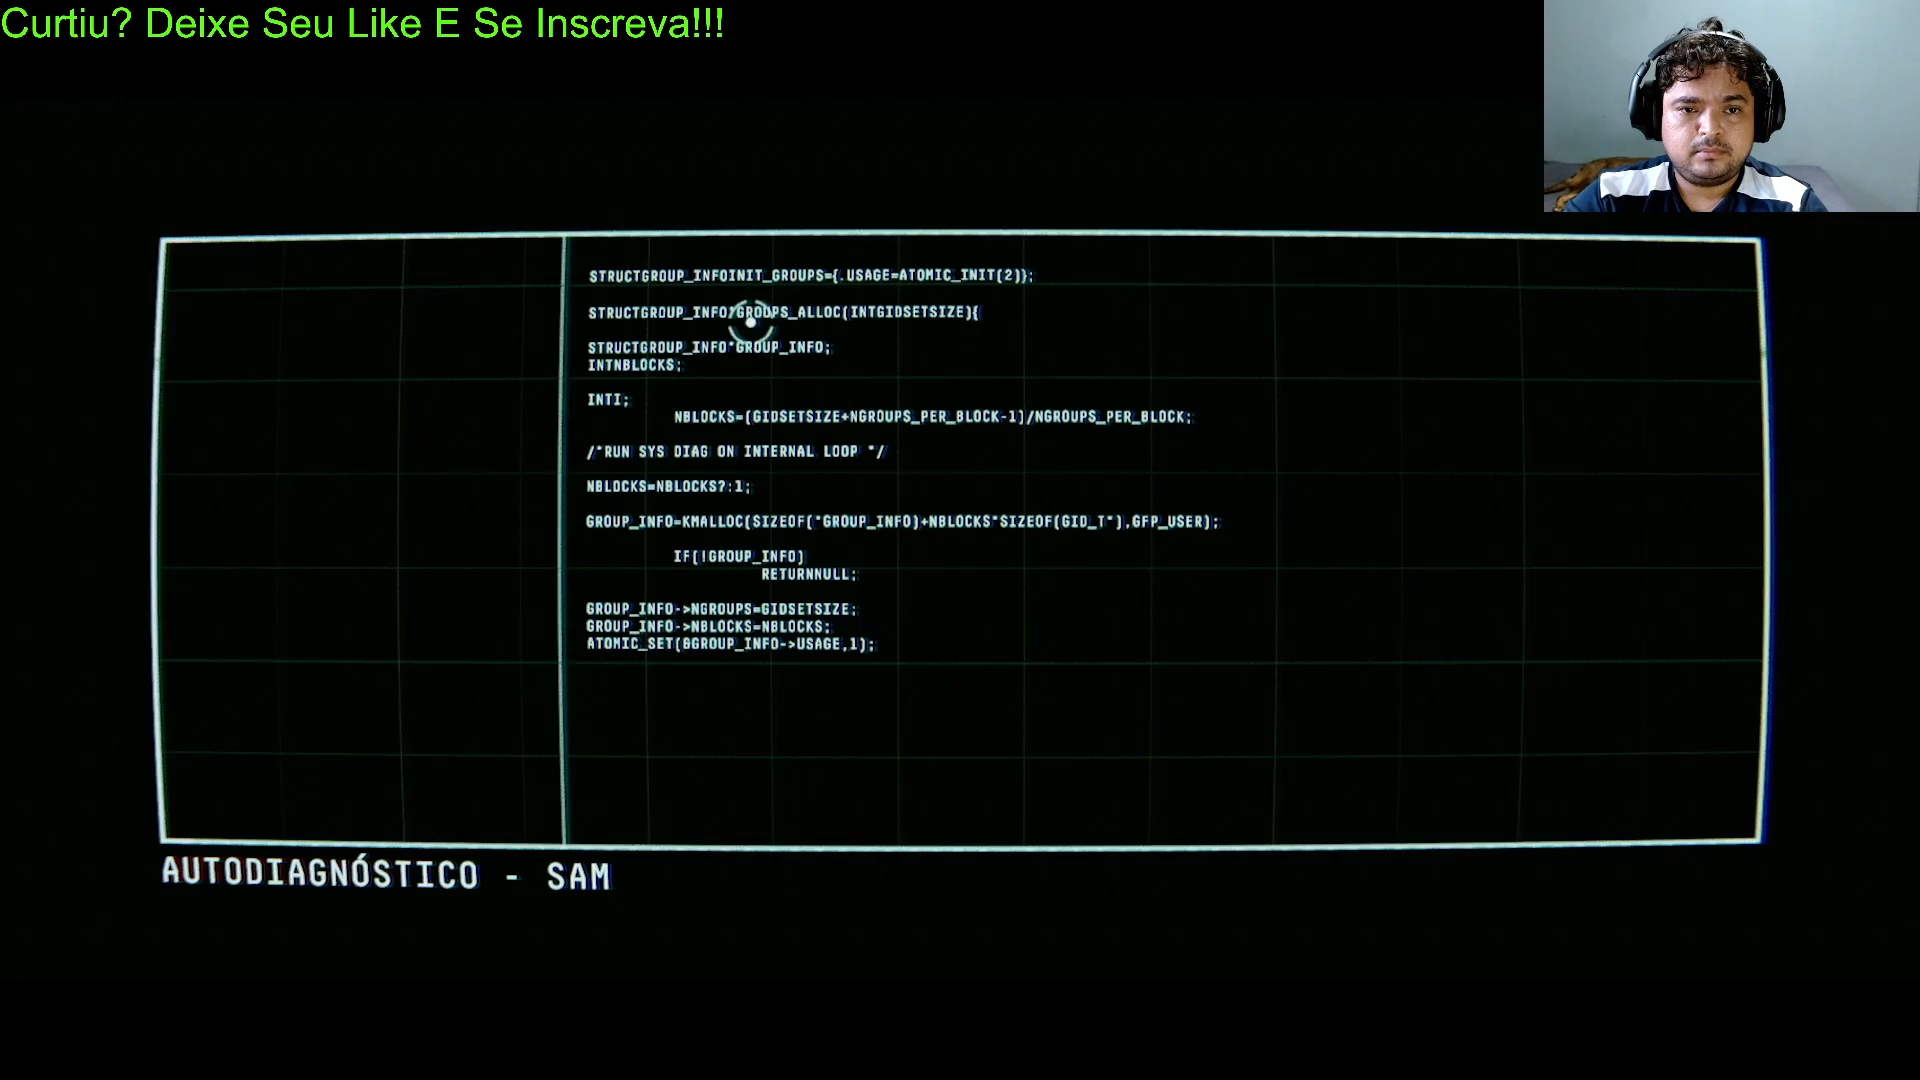 Curtiu? Deixe Seu Like E Se Inscreva!!!
STRUCTGROUP_INFOINIT_GROUPS={.USAGE=ATOMIC_INIT(2)};
STRUCTGROUP_INFO*GROUPS_ALLOC(INTGIDSETSIZE){
STRUCTGROUP_INFO*GROUP_INFO;
INTNBLOCKS;
INTI;
NBLOCKS=(GIDSETSIZE+NGROUPS_PER_BLOCK-1)/NGROUPS_PER_BLOCK;
/*RUN SYS DIAG ON INTERNAL LOOP */
NBLOCKS=NBLOCKS?:1;
GROUP_INFO=KMALLOC(SIZEOF(*GROUP_INFO)+NBLOCKS*SIZEOF(GID_T*),GFP_USER);
IF(!GROUP_INFO)
RETURNNULL;
GROUP_INFO->NGROUPS=GIDSETSIZE;
GROUP_INFO->NBLOCKS=NBLOCKS;
ATOMIC_SET(&GROUP_INFO->USAGE,1);
AUTODIAGNÓSTICO - SAM